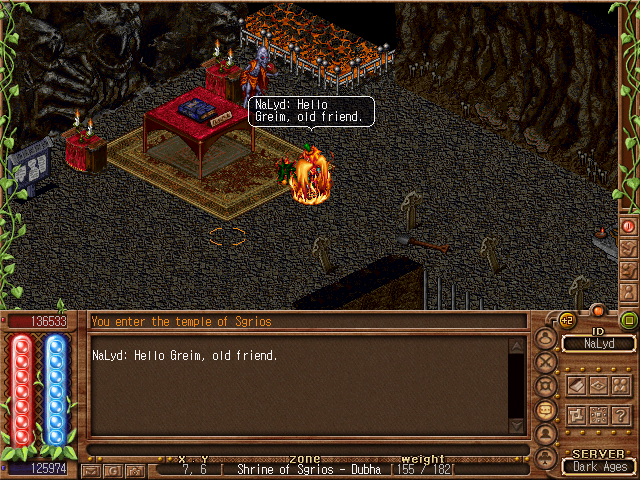 NaLyd: Hello
Greim, old friend.
136533
You enter the temple of Sgrios
+2
ID
NaLyd
NaLyd: Hello Greim, old friend.
125974
X Y
zone
weight
7, 6
Shrine of Sgrios - Dubha
155 / 182
SERVER
Dark Ages